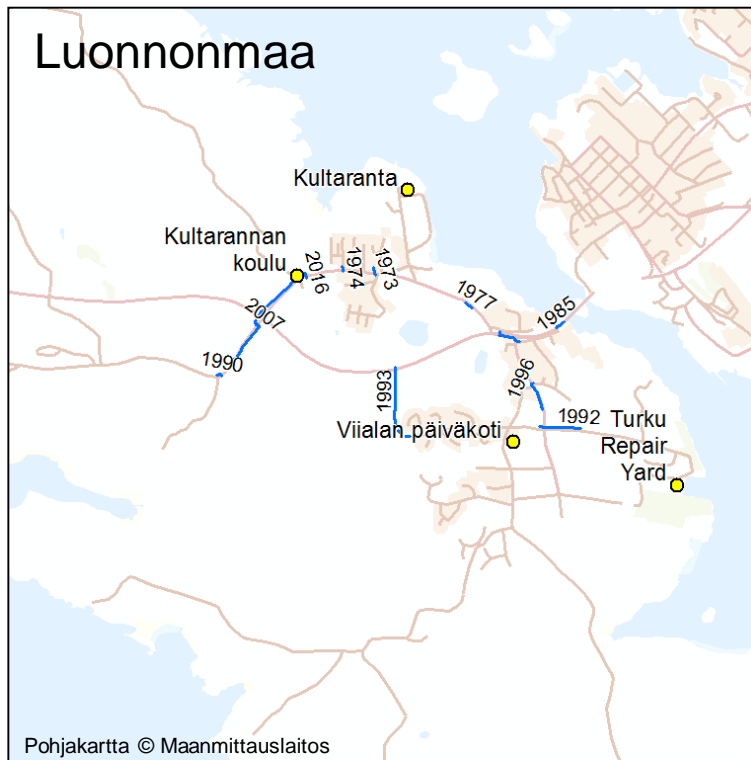 Luonnonmaa
Kultaranta
Kultarannan
koulu
2016
1974
1973
1977
1985
2007
1990
1993
1996
1992
Viialan päiväkoti
Turku
Repair
Yard
Pohjakartta © Maanmittauslaitos